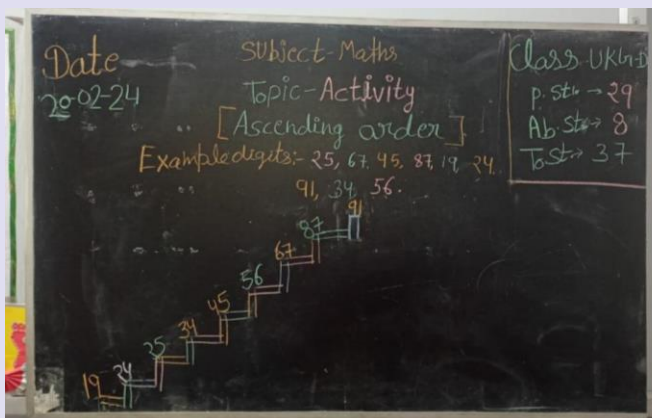 Date
20-02-24
Subject-Maths
Topic-Activity
[Ascending order]
Example digits:- 25, 67, 45, 87, 19, 24,
91, 34, 56.
Class-UKG-D
P. St. → 29
Ab. St. → 8
To. St. → 37
91
87
67
56
45
34
25
24
19